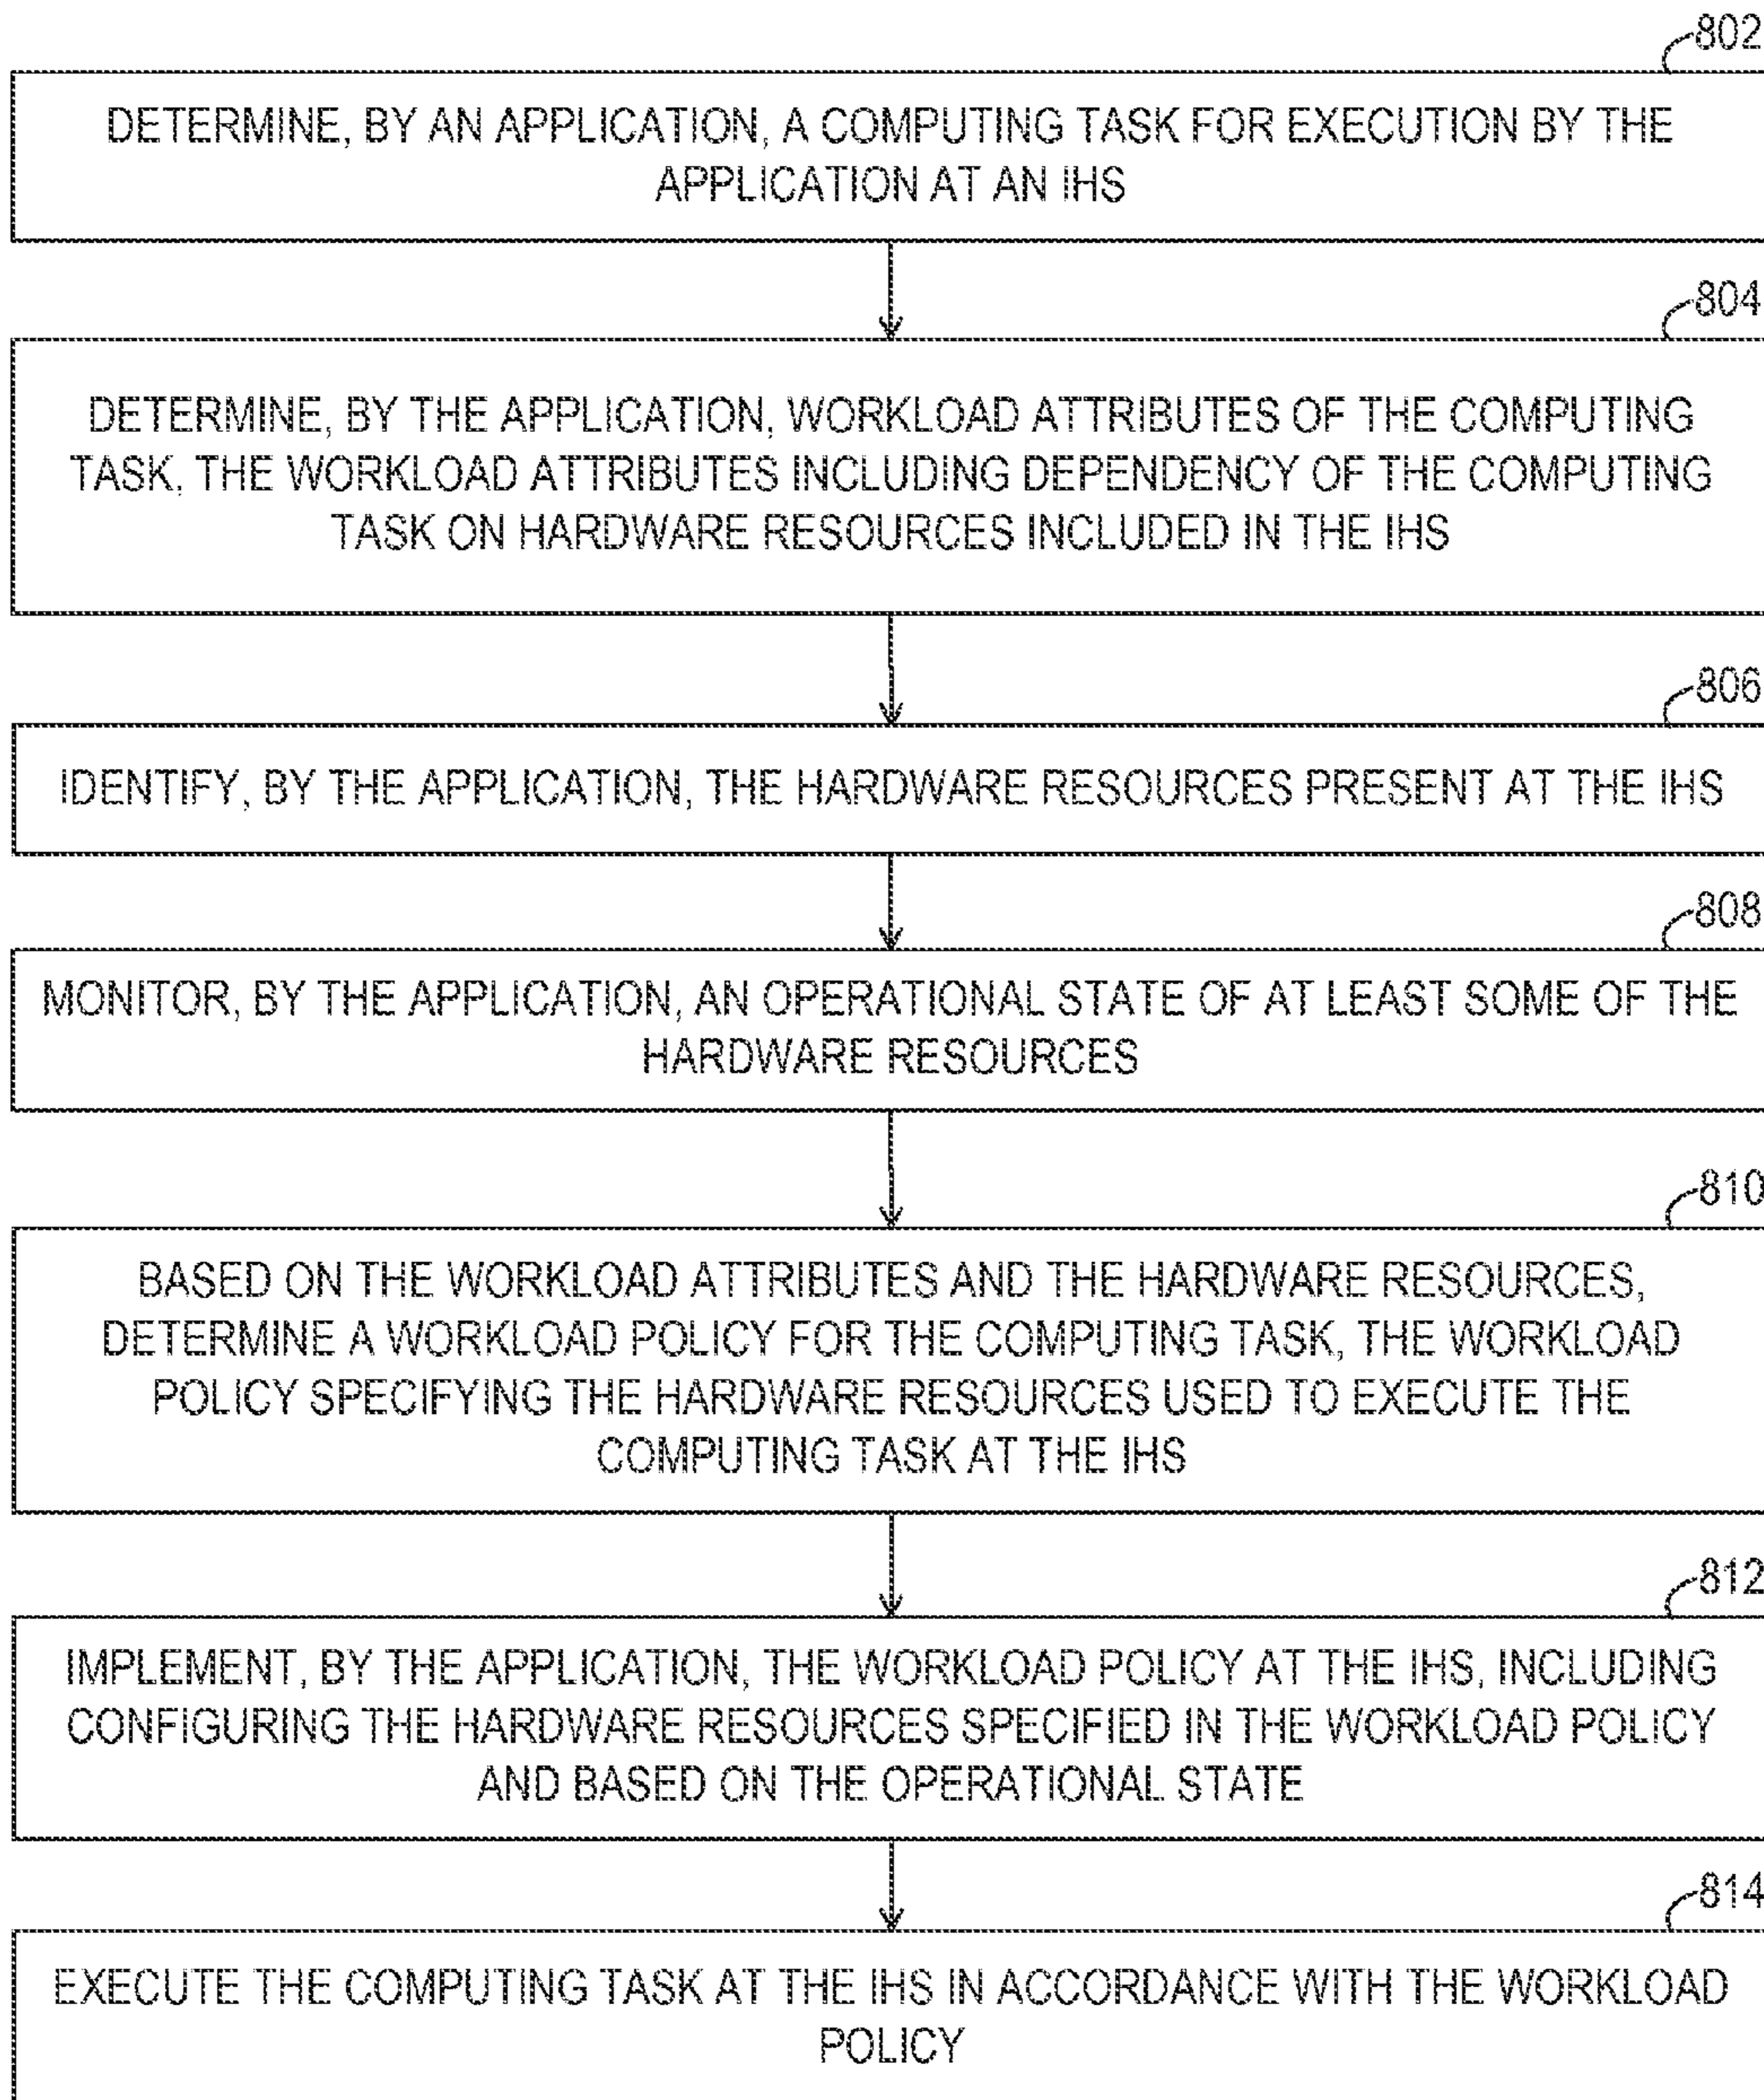 802
DETERMINE, BY AN APPLICATION, A COMPUTING TASK FOR EXECUTION BY THE
APPLICATION AT AN IHS
804
DETERMINE, BY THE APPLICATION, WORKLOAD ATTRIBUTES OF THE COMPUTING
TASK, THE WORKLOAD ATTRIBUTES INCLUDING DEPENDENCY OF THE COMPUTING
TASK ON HARDWARE RESOURCES INCLUDED IN THE IHS
806
IDENTIFY, BY THE APPLICATION, THE HARDWARE RESOURCES PRESENT AT THE IHS
808
MONITOR, BY THE APPLICATION, AN OPERATIONAL STATE OF AT LEAST SOME OF THE
HARDWARE RESOURCES
810
BASED ON THE WORKLOAD ATTRIBUTES AND THE HARDWARE RESOURCES,
DETERMINE A WORKLOAD POLICY FOR THE COMPUTING TASK, THE WORKLOAD
POLICY SPECIFYING THE HARDWARE RESOURCES USED TO EXECUTE THE
COMPUTING TASK AT THE IHS
812
IMPLEMENT, BY THE APPLICATION, THE WORKLOAD POLICY AT THE IHS, INCLUDING
CONFIGURING THE HARDWARE RESOURCES SPECIFIED IN THE WORKLOAD POLICY
AND BASED ON THE OPERATIONAL STATE
814
EXECUTE THE COMPUTING TASK AT THE IHS IN ACCORDANCE WITH THE WORKLOAD
POLICY